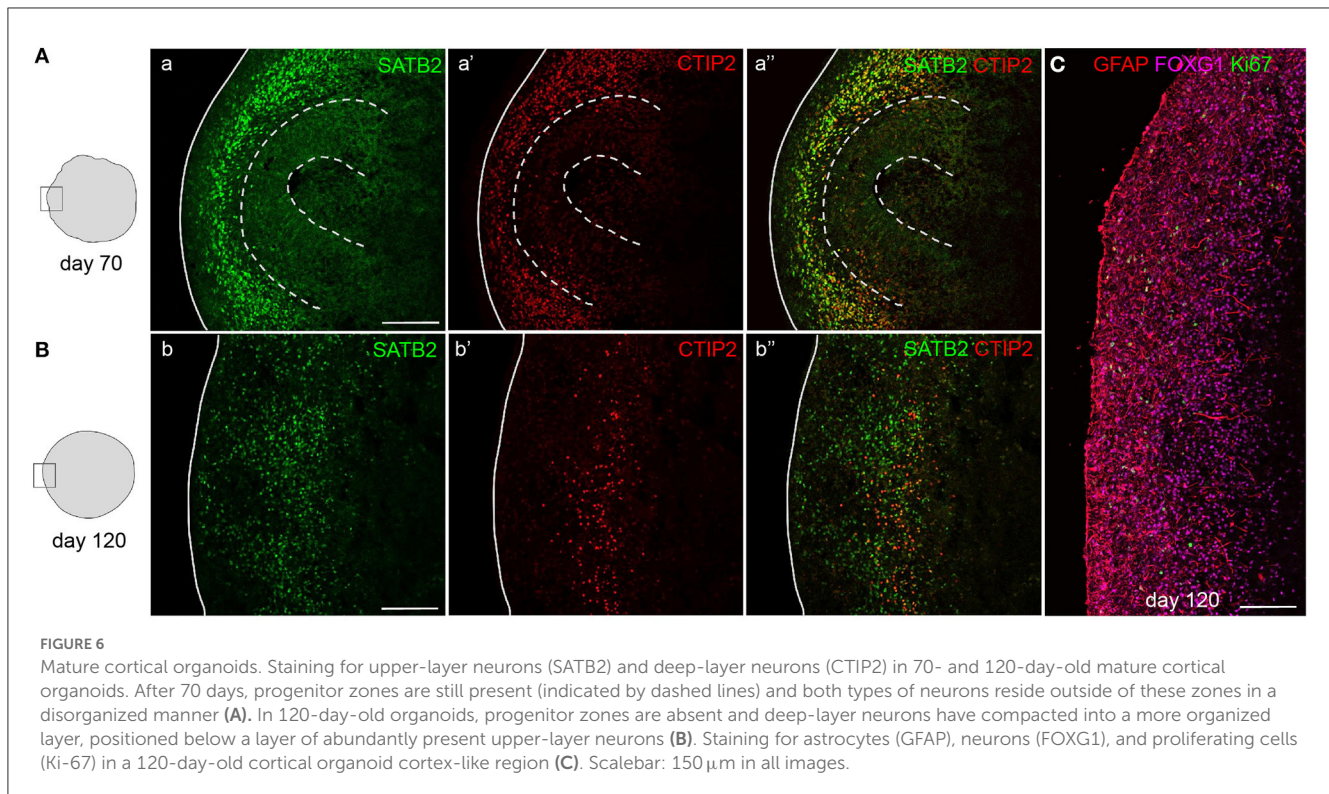 A
a
SATB2
a'
CTIP2
a''
SATB2 CTIP2
C
GFAP FOXG1 Ki67
day 70
B
b
SATB2
b'
CTIP2
b''
SATB2 CTIP2
day 120
day 120
FIGURE 6
Mature cortical organoids. Staining for upper-layer neurons (SATB2) and deep-layer neurons (CTIP2) in 70- and 120-day-old mature cortical
organoids. After 70 days, progenitor zones are still present (indicated by dashed lines) and both types of neurons reside outside of these zones in a
disorganized manner (A). In 120-day-old organoids, progenitor zones are absent and deep-layer neurons have compacted into a more organized
layer, positioned below a layer of abundantly present upper-layer neurons (B). Staining for astrocytes (GFAP), neurons (FOXG1), and proliferating cells
(Ki-67) in a 120-day-old cortical organoid cortex-like region (C). Scalebar: 150 μm in all images.